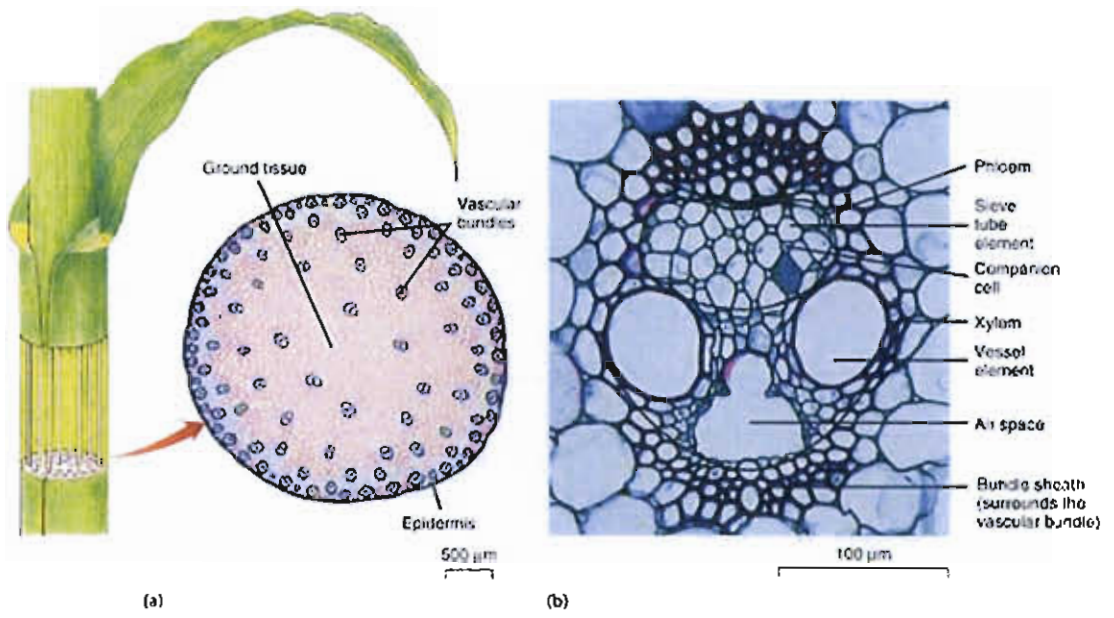 Ground tissue
Vascular
bundles
Epidermis
500 µm
(a)
Phloem
Sieve
tube
element
Companion
cell
Xylem
Vessel
element
Air space
Bundle sheath
(surrounds the
vascular bundle)
100 µm
(b)